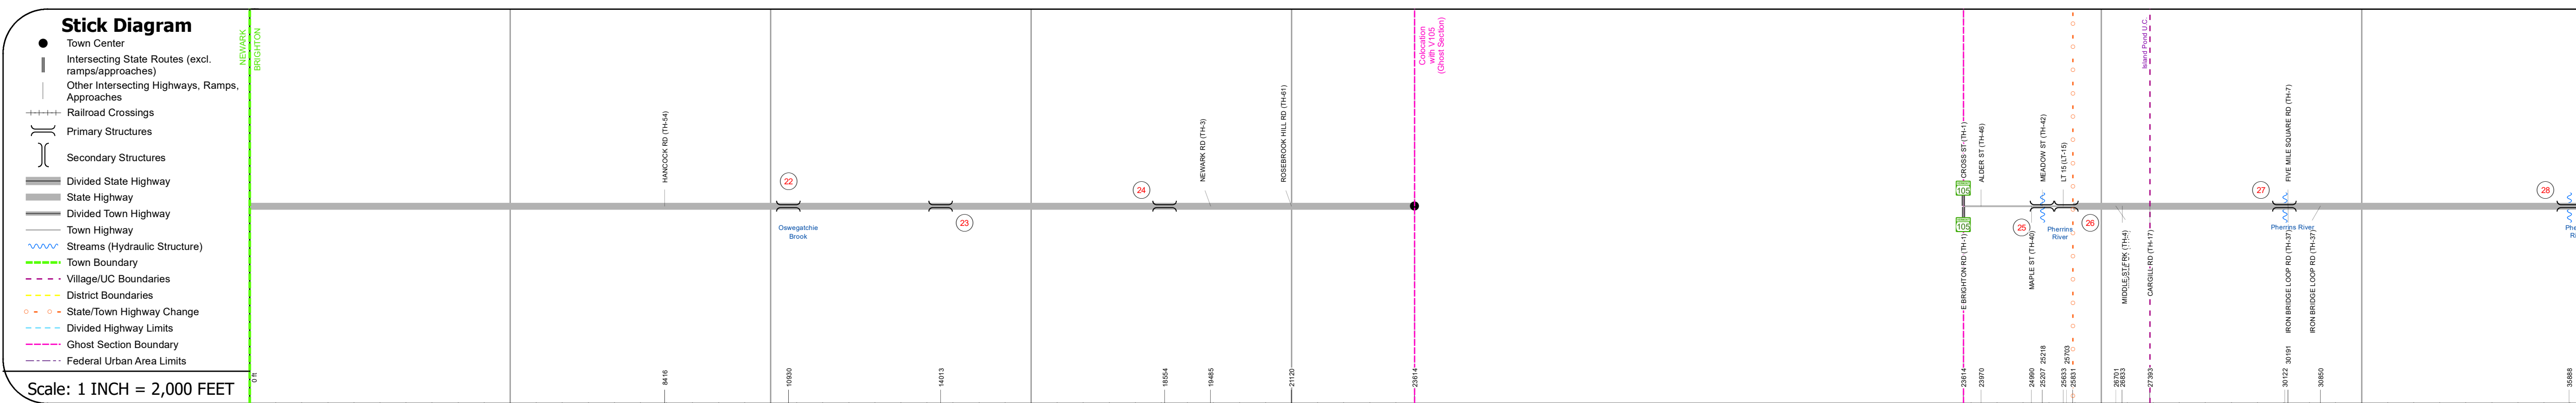 Stick Diagram
Town Center
Intersecting State Routes (excl.
ramps/approaches)
Other Intersecting Highways, Ramps,
Approaches
Railroad Crossings
Primary Structures
Secondary Structures
Divided State Highway
State Highway
Divided Town Highway
Town Highway
Streams (Hydraulic Structure)
Town Boundary
Village/UC Boundaries
District Boundaries
State/Town Highway Change
Divided Highway Limits
Ghost Section Boundary
Federal Urban Area Limits
Scale: 1 INCH = 2,000 FEET
NEWARK
BRIGHTON
HANCOCK RD (TH-54)
22
Oswegatchie
Brook
23
24
NEWARK RD (TH-3)
ROSEBROOK HILL RD (TH-61)
Colocation
with V105
(Ghost Section)
CROSS ST (TH-1)
105
105
E BRIGHTON RD (TH-1)
ALDER ST (TH-46)
MAPLE ST (TH-40)
25
MEADOW ST (TH-42)
LT 15 (LT-15)
Pherrins
River
26
MIDDLE ST FRK (TH-4)
Island Pond U.C.
CARGILL RD (TH-17)
27
FIVE MILE SQUARE RD (TH-7)
Pherrins River
IRON BRIDGE LOOP RD (TH-37)
IRON BRIDGE LOOP RD (TH-37)
28
0 ft
8416
10930
14013
18554
19485
21120
23614
23614
23970
24990
25207
25218
25633
25703
25831
26701
26833
27393
30122
30191
30850
35888